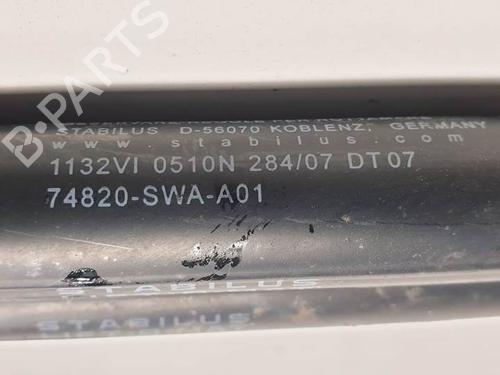 STABILUS D-56070 KOBLENZ, GERMANY
www.stabilus.com
1132VI 0510N 284/07 DT07
74820-SWA-A01
STABILUS
STABILUS
B-PARTS